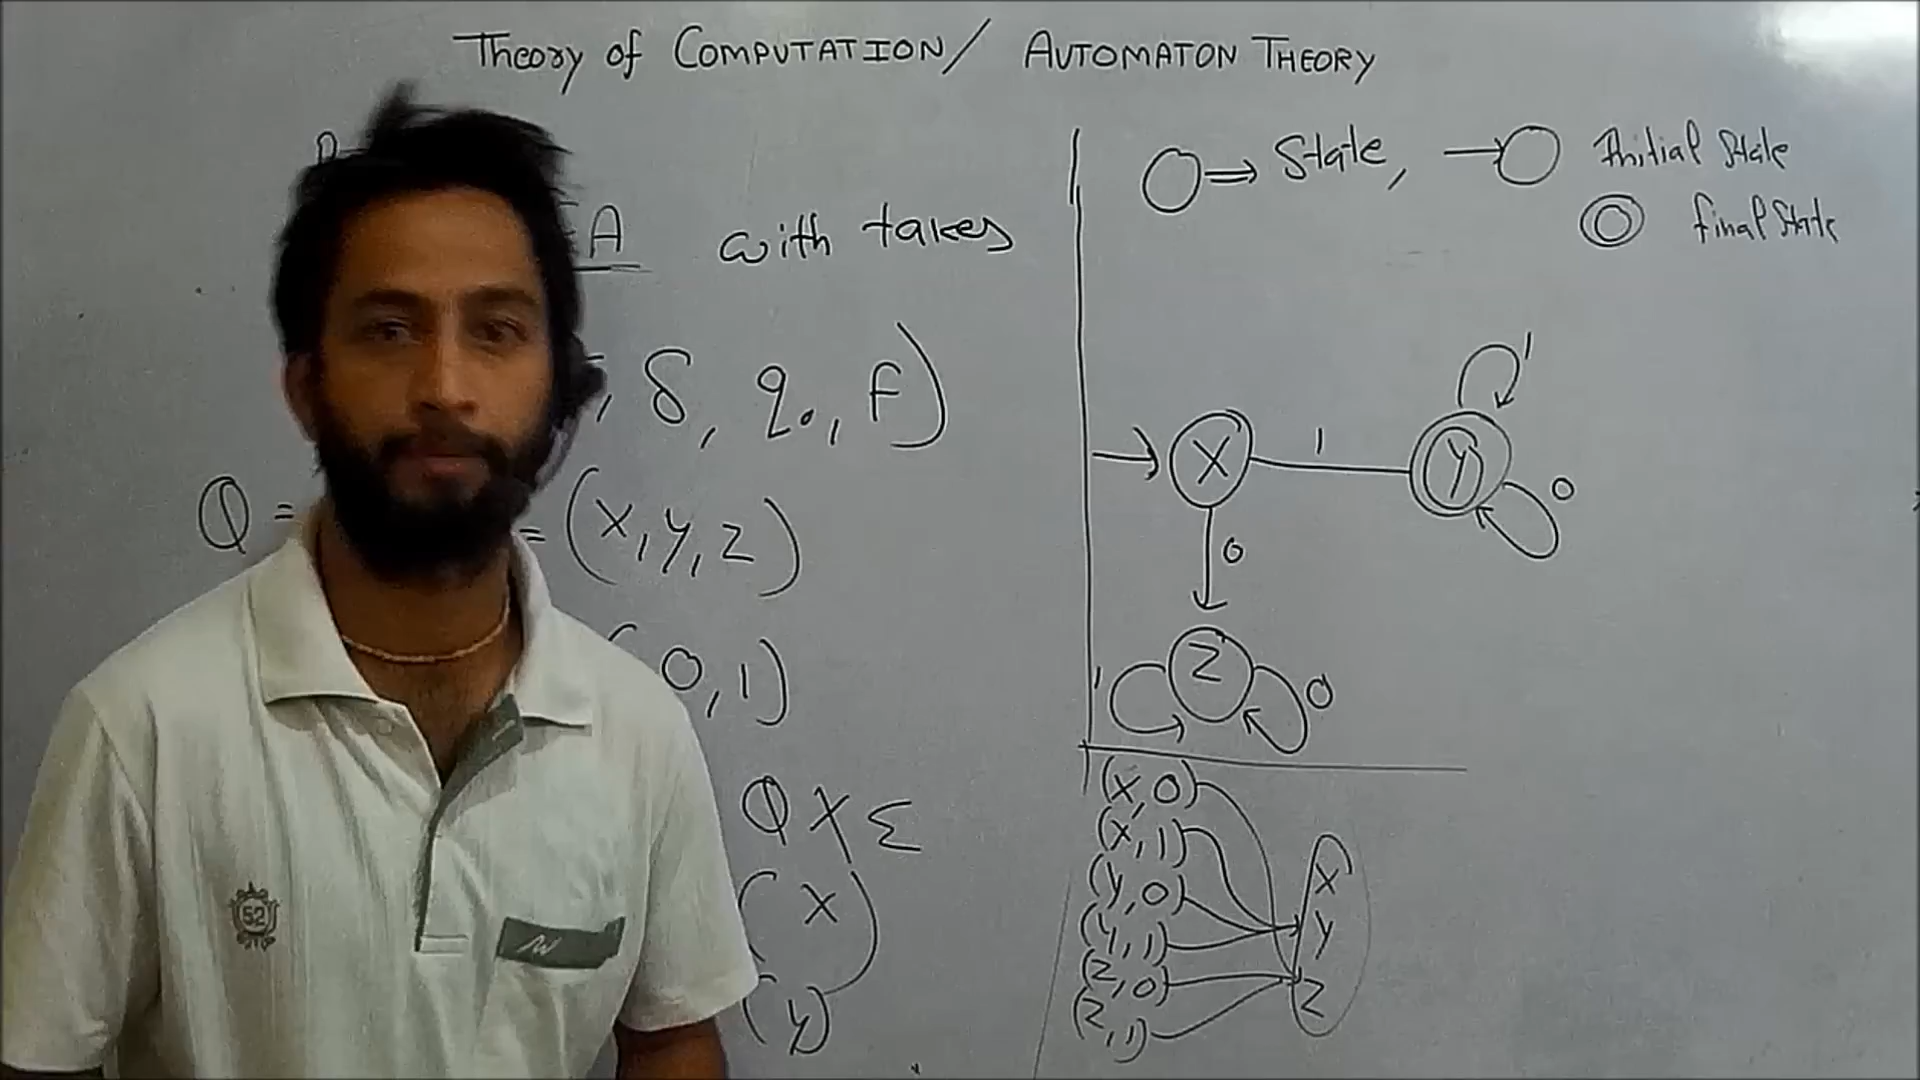 Theory of COMPUTATION/ AUTOMATON THEORY
A with takes
, δ, q0, F)
Q =
= (X, Y, Z)
0, 1)
Q X Σ
( X )
( y )
⇒ State, → Initial State
final State
1
X 1 Y
0
0
Z
1 0
(X, 0)
(X, 1)
(Y, 0)
(Y, 1)
(Z, 0)
(Z, 1)
X
Y
Z
52